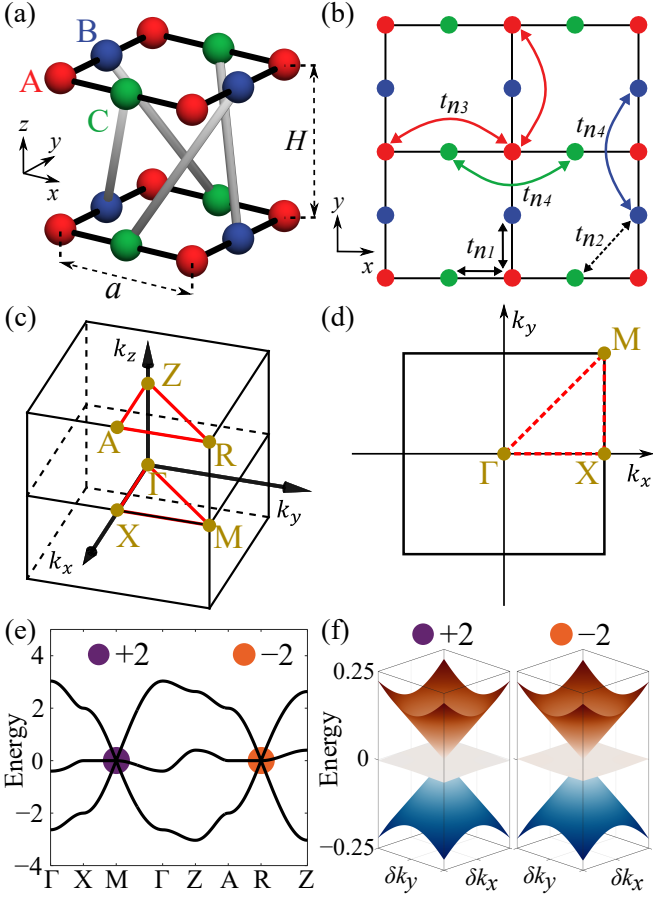 (a)
B
A
C
z
y
x
H
a
(b)
t_{n3}
t_{n4}
t_{n4}
t_{n1}
t_{n2}
y
x
(c)
k_z
Z
A
R
Γ
k_y
X
M
k_x
(d)
k_y
M
Γ
X
k_x
(e)
+2
−2
4
2
0
−2
−4
Energy
Γ X M Γ Z A R Z
(f)
+2
−2
0.25
0
−0.25
Energy
δk_y
δk_x
δk_y
δk_x